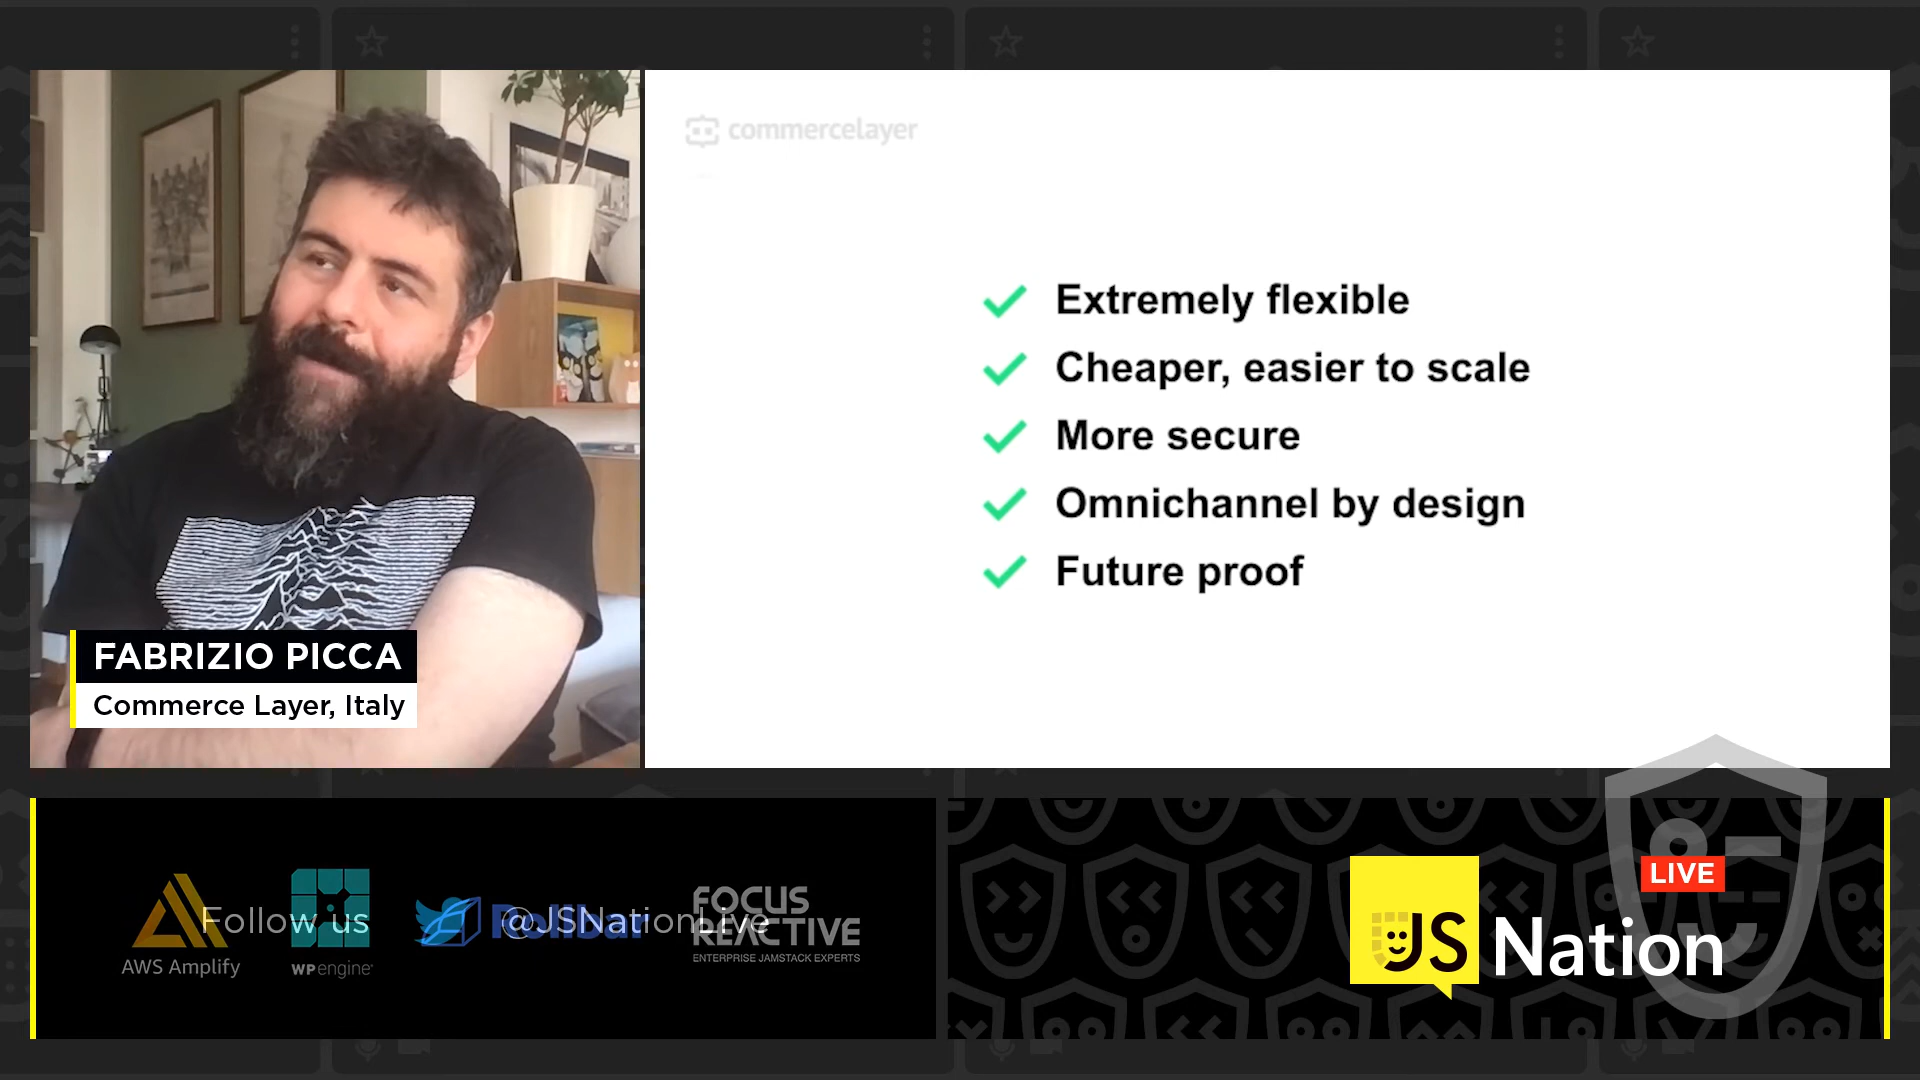 commercelayer
Extremely flexible
Cheaper, easier to scale
More secure
Omnichannel by design
Future proof
FABRIZIO PICCA
Commerce Layer, Italy
Follow us @JSNationLive
AWS Amplify
WP engine
Rollbar
FOCUS
REACTIVE
ENTERPRISE JAMSTACK EXPERTS
LIVE
JS Nation